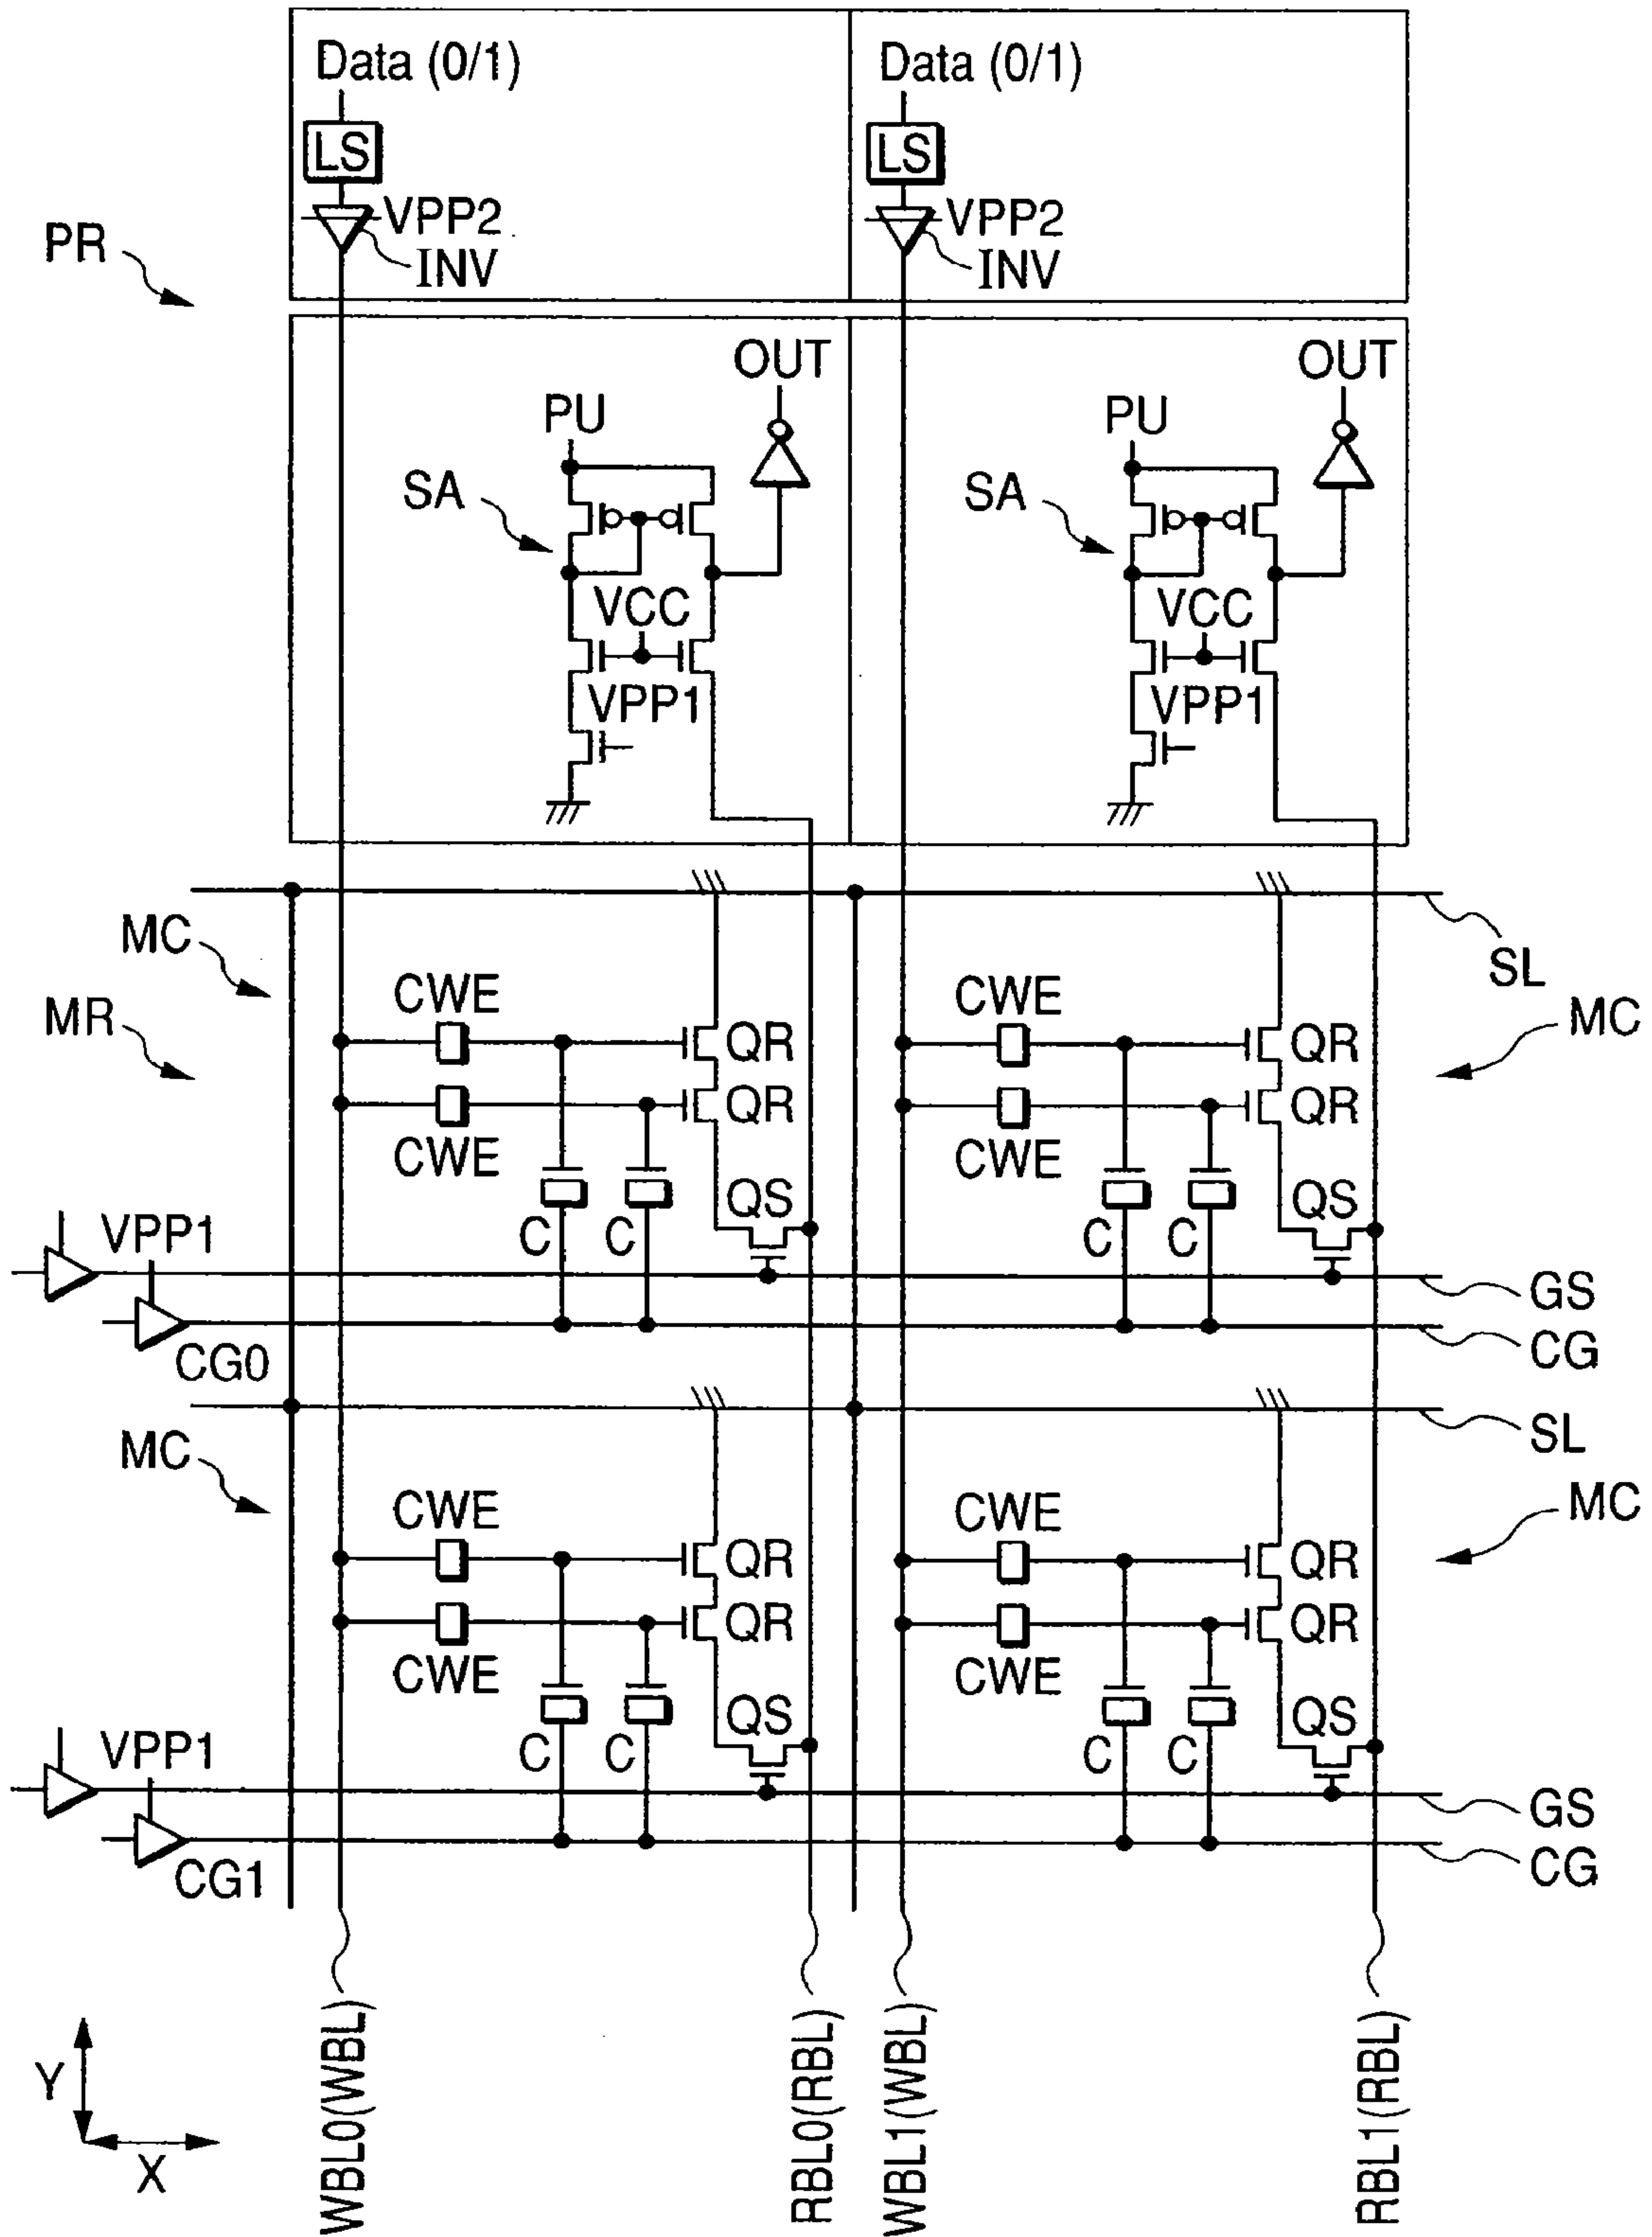 Data (0/1) Data (0/1)
LS LS
VPP2 VPP2
PR INV INV
OUT OUT
PU PU
SA SA
VCC VCC
VPP1 VPP1
MC
SL
CWE CWE
MR QR QR MC
QR QR
CWE CWE
QS QS
VPP1 C C C C
GS
CG0 CG
SL
MC
CWE CWE MC
QR QR
QR QR
CWE CWE
QS QS
VPP1 C C C C
GS
CG1 CG
Y
X
WBL0(WBL)
RBL0(RBL)
WBL1(WBL)
RBL1(RBL)